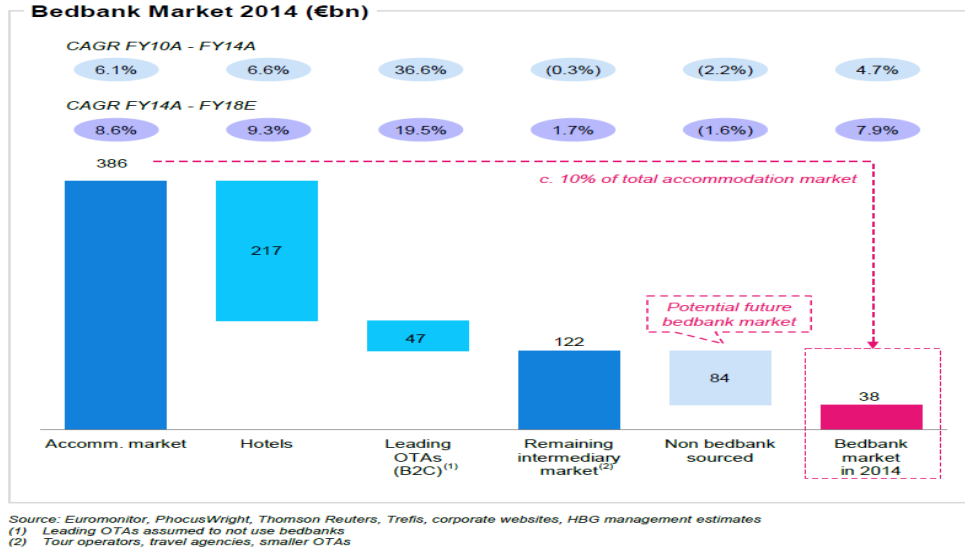 Bedbank Market 2014 (€bn)
CAGR FY10A - FY14A
6.1% 6.6% 36.6% (0.3%) (2.2%) 4.7%
CAGR FY14A - FY18E
8.6% 9.3% 19.5% 1.7% (1.6%) 7.9%
386
c. 10% of total accommodation market
217
Potential future
bedbank market
47
122
84
38
Accomm. market
Hotels
Leading
OTAs
(B2C)(1)
Remaining
intermediary
market(2)
Non bedbank
sourced
Bedbank
market
in 2014
Source: Euromonitor, PhocusWright, Thomson Reuters, Trefis, corporate websites, HBG management estimates
(1) Leading OTAs assumed to not use bedbanks
(2) Tour operators, travel agencies, smaller OTAs